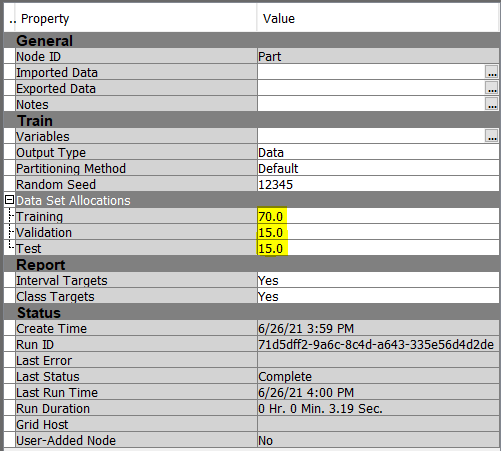 .. Property Value
General
Node ID Part
Imported Data ...
Exported Data ...
Notes ...
Train
Variables ...
Output Type Data
Partitioning Method Default
Random Seed 12345
Data Set Allocations
Training 70.0
Validation 15.0
Test 15.0
Report
Interval Targets Yes
Class Targets Yes
Status
Create Time 6/26/21 3:59 PM
Run ID 71d5dff2-9a6c-8c4d-a643-335e56d4d2de
Last Error
Last Status Complete
Last Run Time 6/26/21 4:00 PM
Run Duration 0 Hr. 0 Min. 3.19 Sec.
Grid Host
User-Added Node No